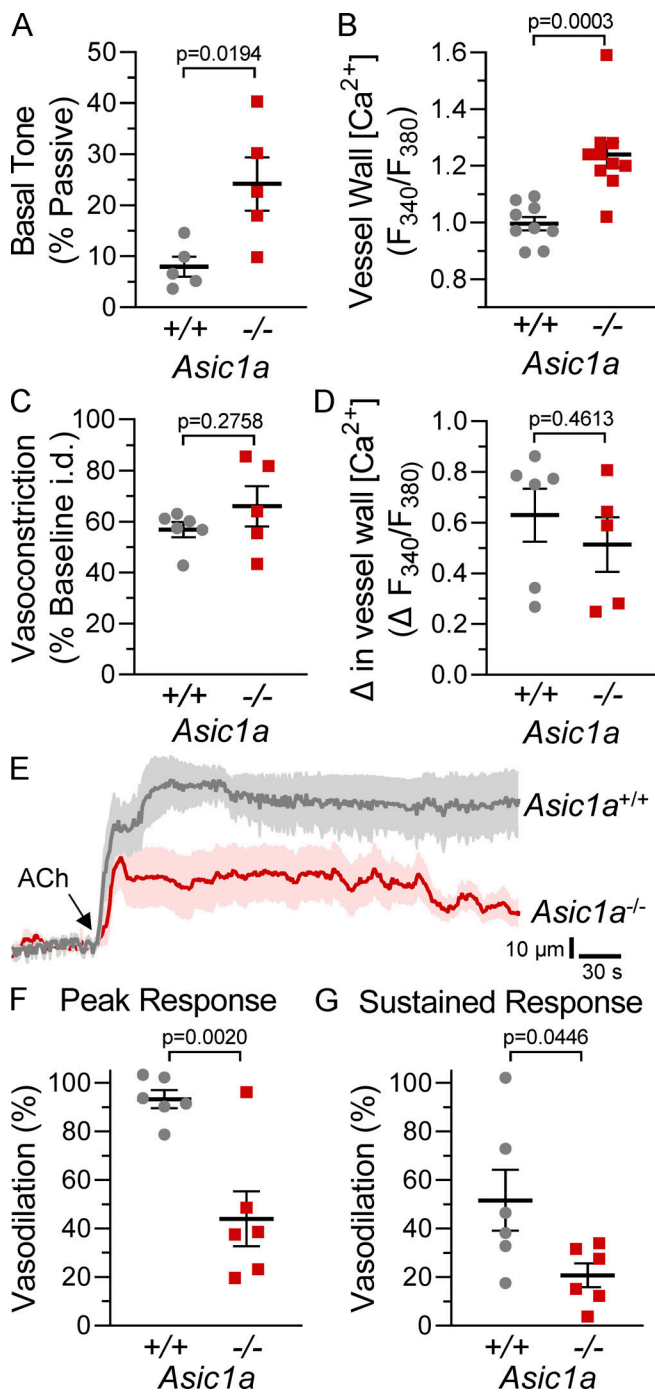 A
p=0.0194
Basal Tone
(% Passive)
50
40
30
20
10
0
+/+ -/-
Asic1a
B
p=0.0003
Vessel Wall [Ca²⁺]
(F₃₄₀/F₃₈₀)
1.6
1.4
1.2
1.0
0.8
+/+ -/-
Asic1a
C
p=0.2758
Vasoconstriction
(% Baseline i.d.)
100
80
60
40
20
0
+/+ -/-
Asic1a
D
p=0.4613
Δ in vessel wall [Ca²⁺]
(Δ F₃₄₀/F₃₈₀)
1.0
0.8
0.6
0.4
0.2
0.0
+/+ -/-
Asic1a
E
ACh
Asic1a⁺/⁺
Asic1a⁻/⁻
10 µm
30 s
F Peak Response
p=0.0020
Vasodilation (%)
100
80
60
40
20
0
+/+ -/-
Asic1a
G Sustained Response
p=0.0446
Vasodilation (%)
100
80
60
40
20
0
+/+ -/-
Asic1a